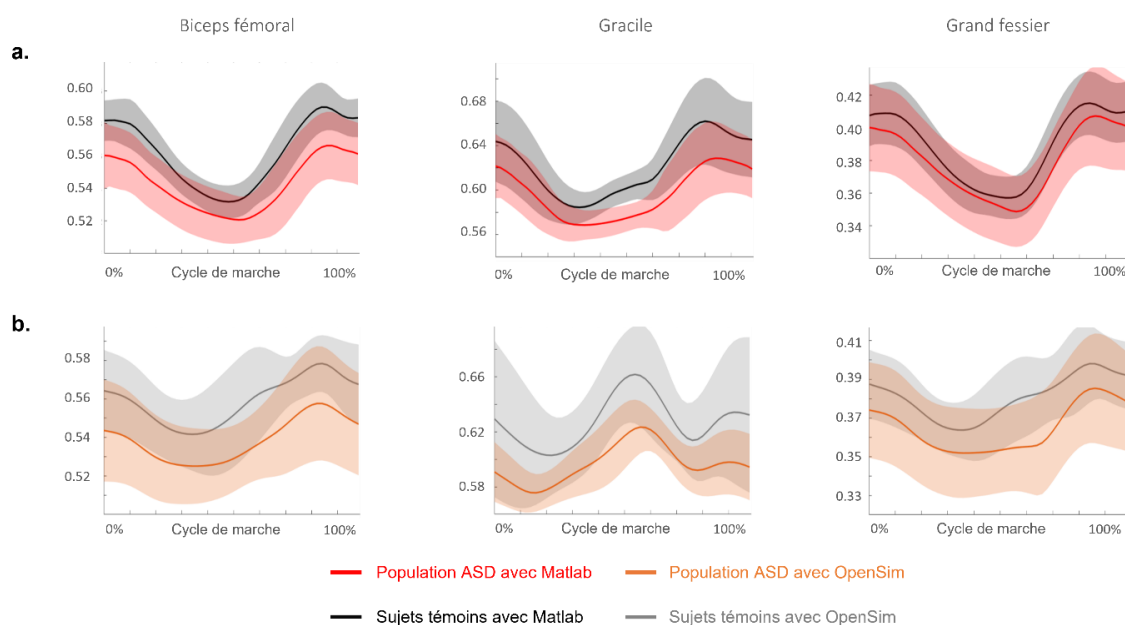 Biceps fémoral Gracile Grand fessier
a.
0.60
0.58
0.56
0.54
0.52
0% Cycle de marche 100%
0.68
0.64
0.60
0.56
0% Cycle de marche 100%
0.42
0.40
0.38
0.36
0.34
0% Cycle de marche 100%
b.
0.58
0.56
0.54
0.52
0% Cycle de marche 100%
0.66
0.62
0.58
0% Cycle de marche 100%
0.41
0.39
0.37
0.35
0.33
0% Cycle de marche 100%
Population ASD avec Matlab Population ASD avec OpenSim
Sujets témoins avec Matlab Sujets témoins avec OpenSim